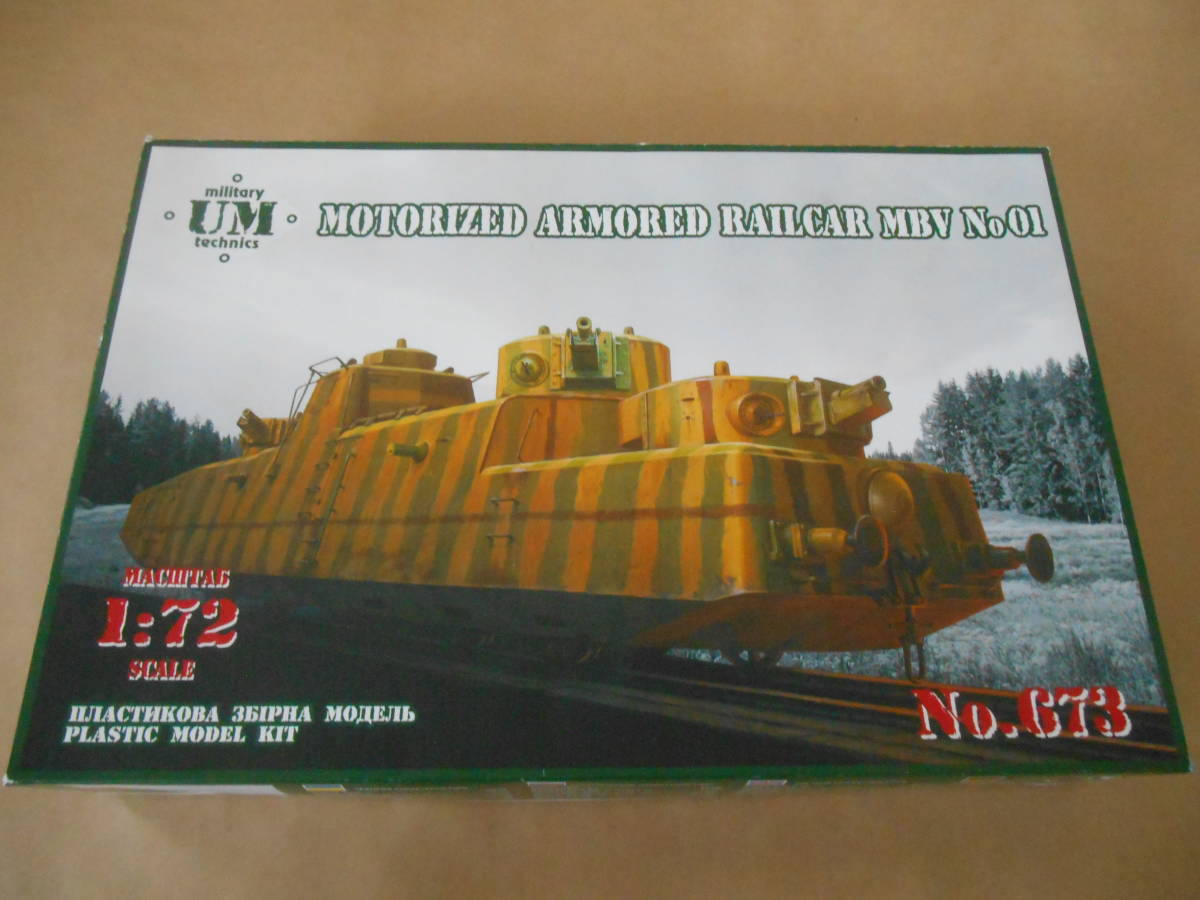 military
UM
technics
MOTORIZED ARMORED RAILCAR MBV No01
МАСШТАБ
1:72
SCALE
ПЛАСТИКОВА ЗБІРНА МОДЕЛЬ
PLASTIC MODEL KIT
No.673